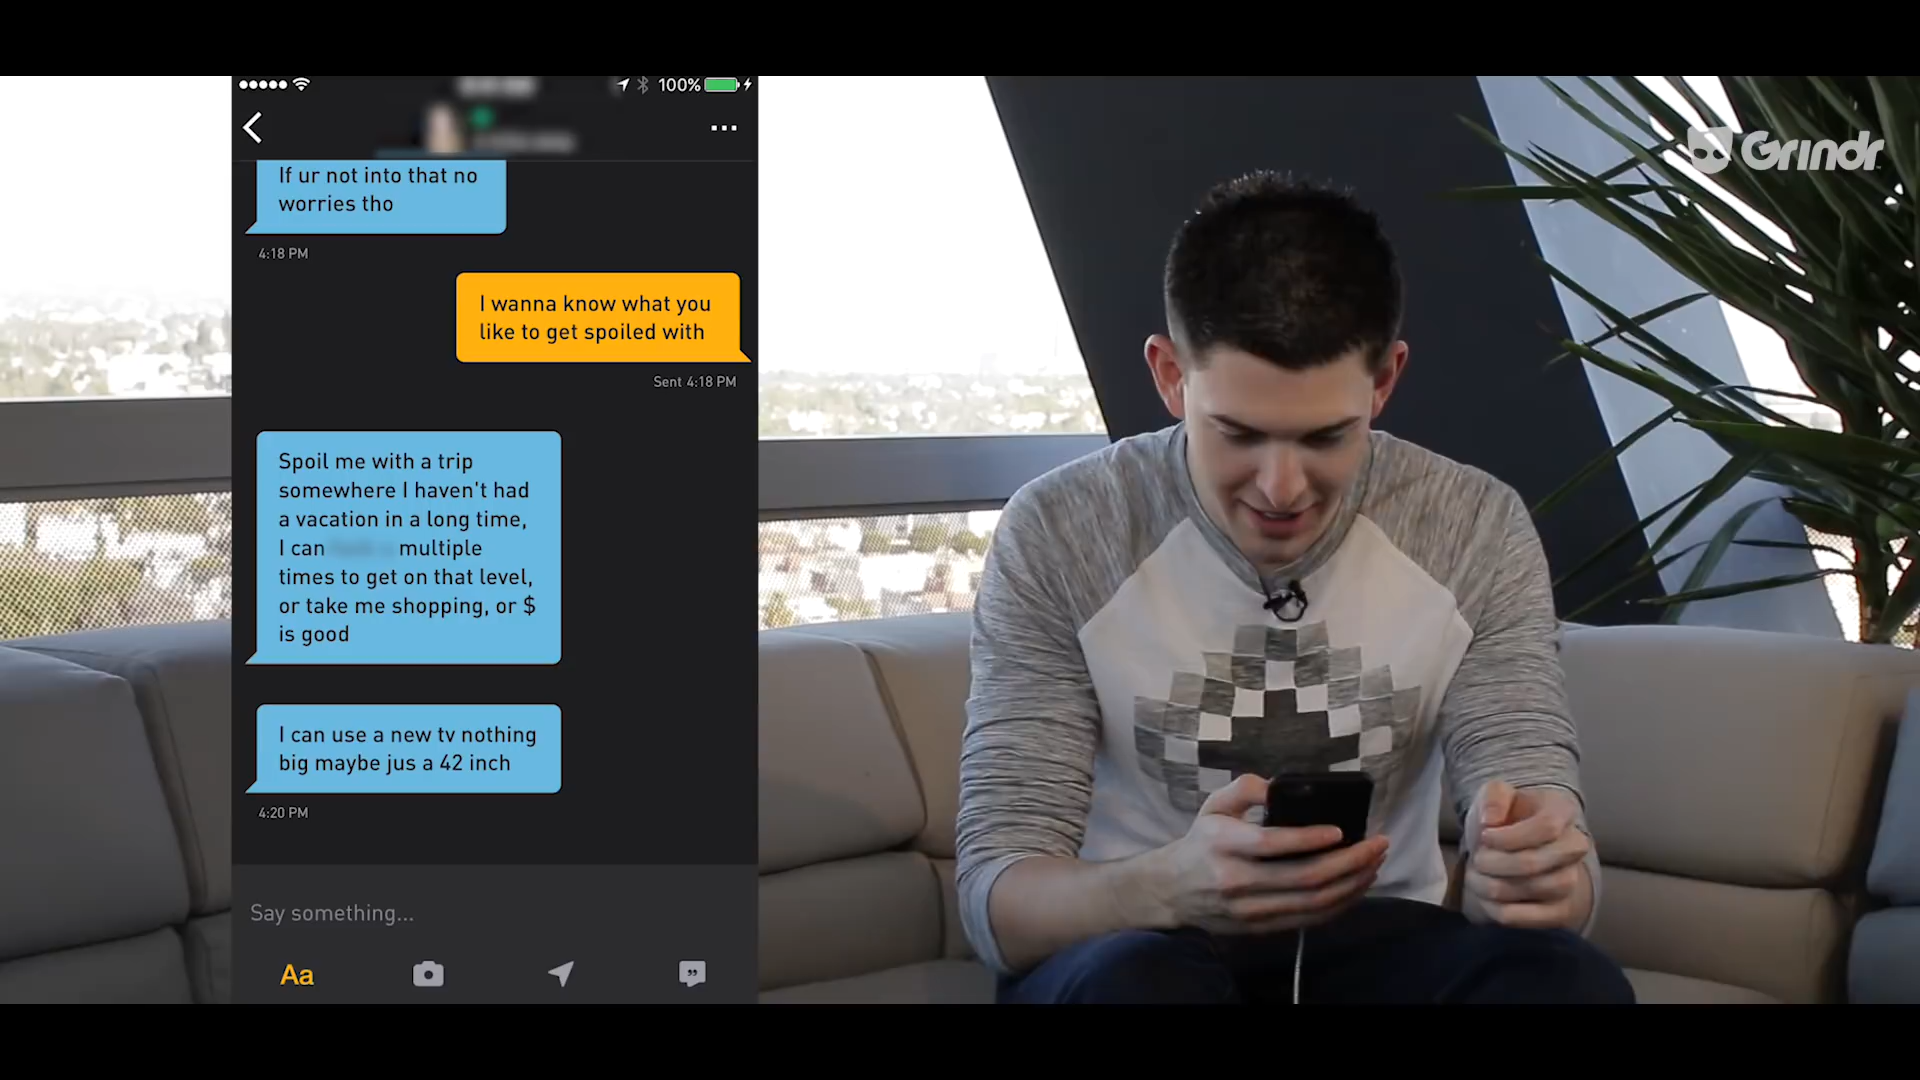 100%
If ur not into that no
worries tho
4:18 PM
I wanna know what you
like to get spoiled with
Sent 4:18 PM
Spoil me with a trip
somewhere I haven't had
a vacation in a long time,
I can multiple
times to get on that level,
or take me shopping, or $
is good
I can use a new tv nothing
big maybe jus a 42 inch
4:20 PM
Say something...
Aa
Grindr